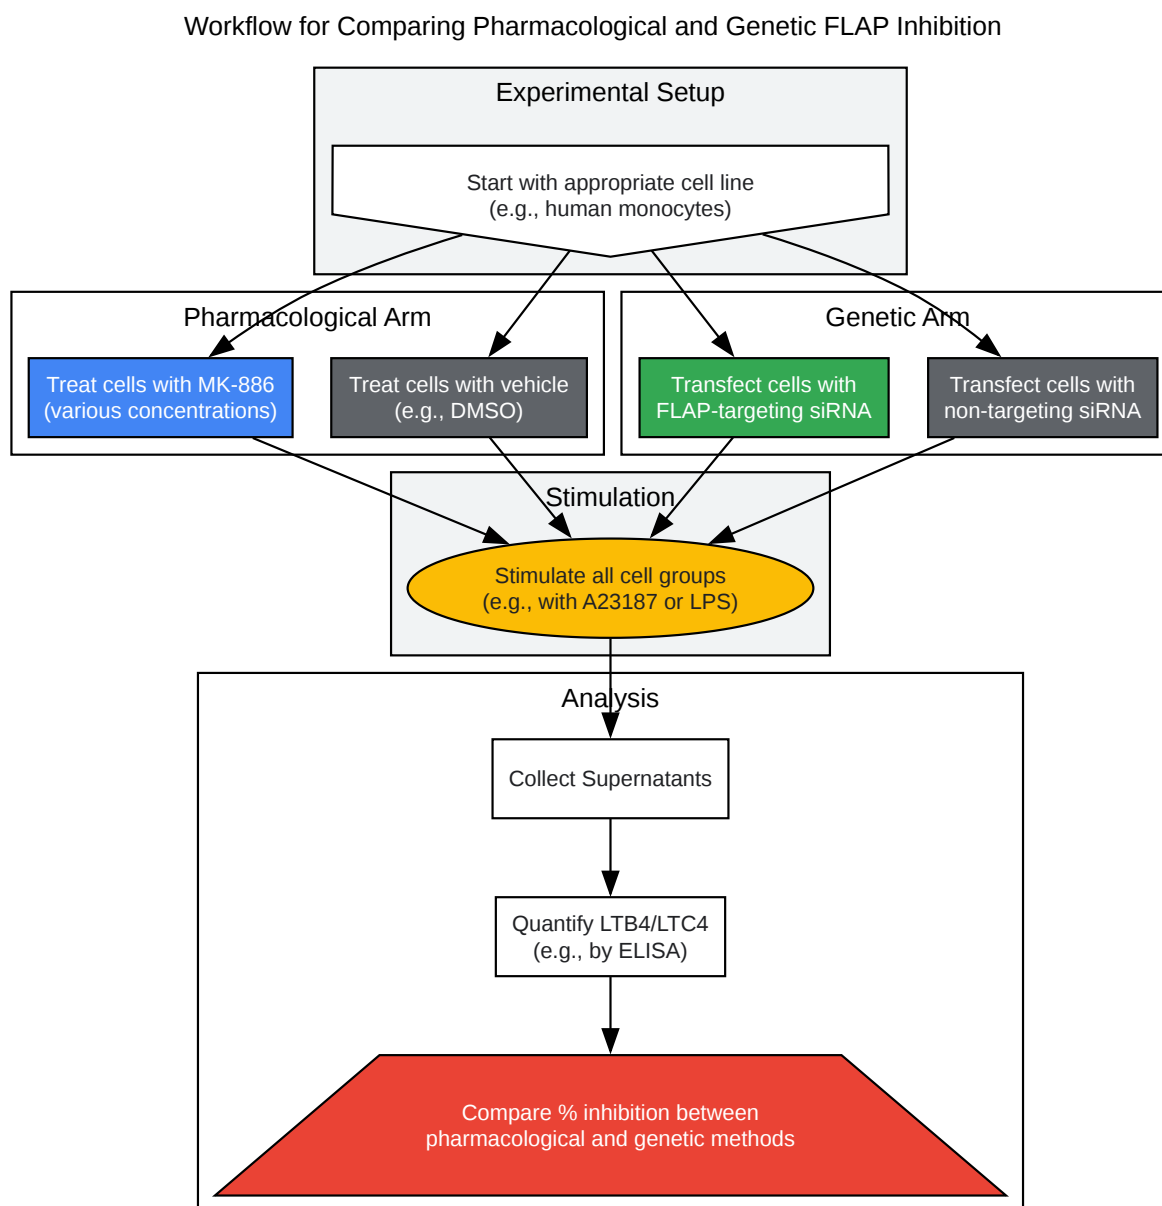 Workflow for Comparing Pharmacological and Genetic FLAP Inhibition
Experimental Setup
Start with appropriate cell line
(e.g., human monocytes)
Pharmacological Arm
Genetic Arm
Treat cells with MK-886
(various concentrations)
Treat cells with vehicle
(e.g., DMSO)
Transfect cells with
FLAP-targeting siRNA
Transfect cells with
non-targeting siRNA
Stimulation
Stimulate all cell groups
(e.g., with A23187 or LPS)
Analysis
Collect Supernatants
Quantify LTB4/LTC4
(e.g., by ELISA)
Compare % inhibition between
pharmacological and genetic methods